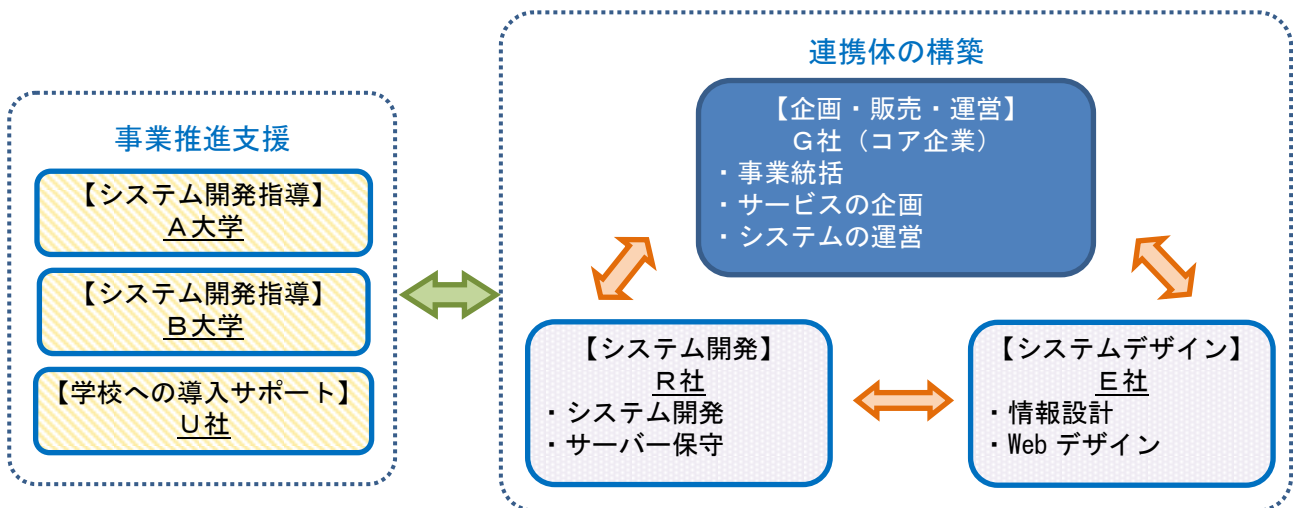 事業推進支援
【システム開発指導】
Ａ大学
【システム開発指導】
Ｂ大学
【学校への導入サポート】
Ｕ社
連携体の構築
【企画・販売・運営】
Ｇ社（コア企業）
・事業統括
・サービスの企画
・システムの運営
【システム開発】
Ｒ社
・システム開発
・サーバー保守
【システムデザイン】
Ｅ社
・情報設計
・Web デザイン